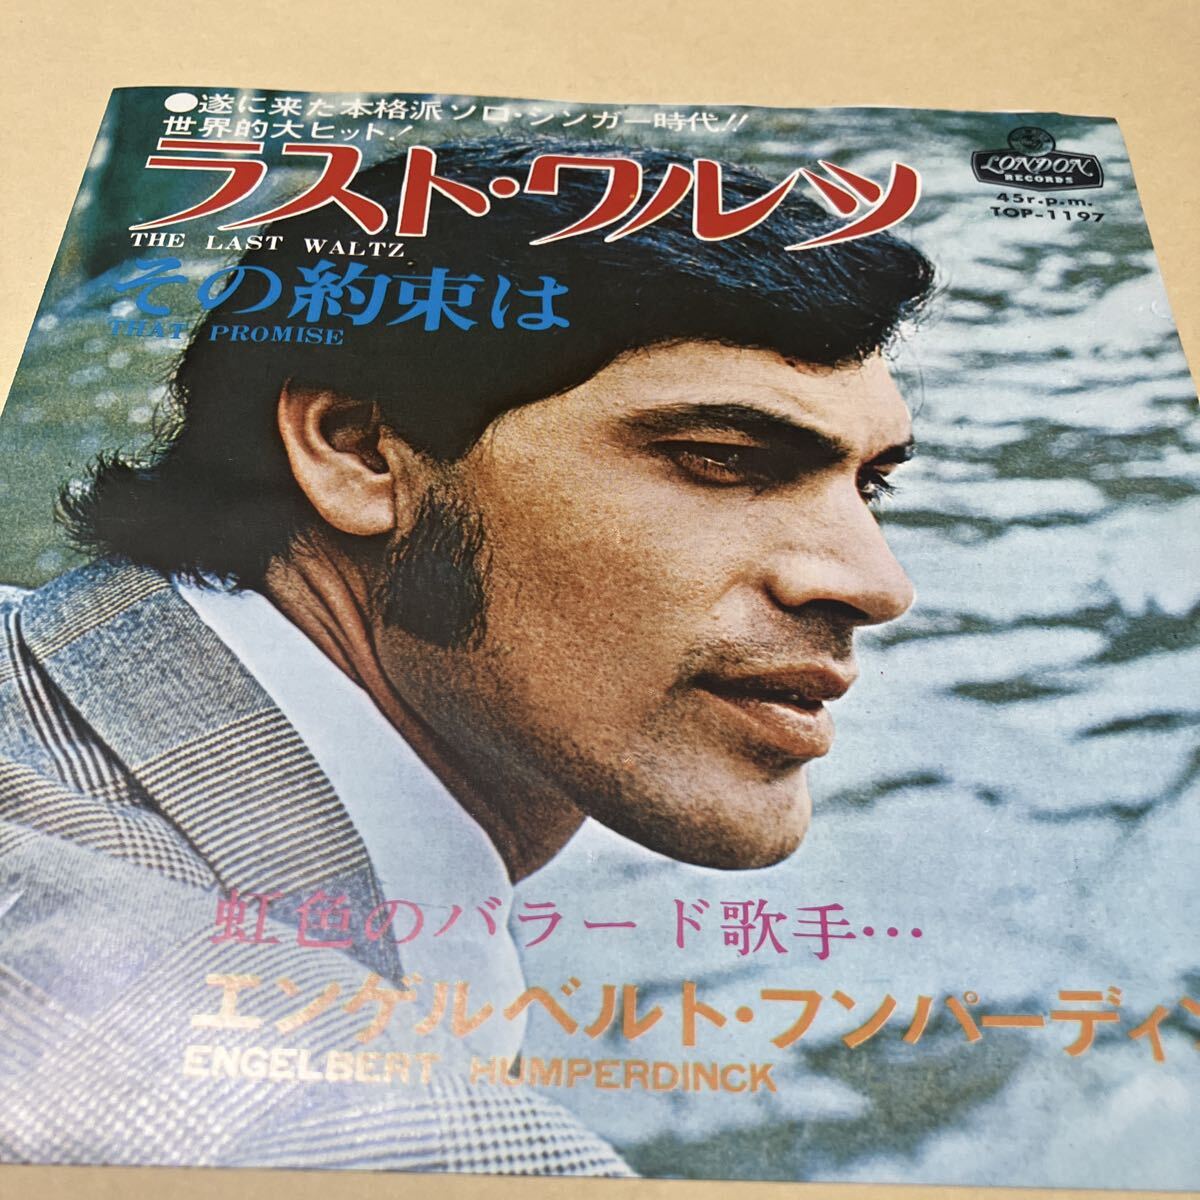 ●遂に来た本格派ソロ・シンガー時代!!
世界的大ヒット!
ラスト・ワルツ
THE LAST WALTZ
その約束は
THAT PROMISE
LONDON
RECORDS
45r.p.m.
TOP-1197
虹色のバラード歌手…
エンゲルベルト・フンパーディン
ENGELBERT HUMPERDINCK